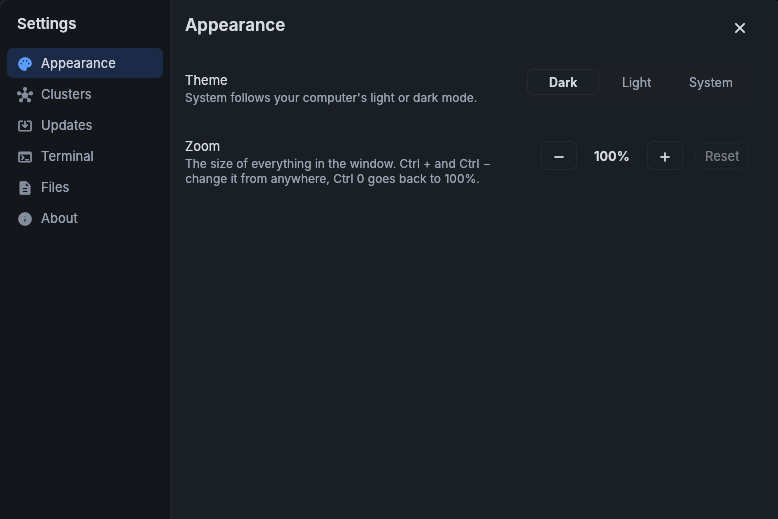 Settings
Appearance
Clusters
Updates
Terminal
Files
About
Appearance
Theme
System follows your computer's light or dark mode.
Dark
Light
System
Zoom
The size of everything in the window. Ctrl + and Ctrl −
change it from anywhere, Ctrl 0 goes back to 100%.
−
100%
+
Reset